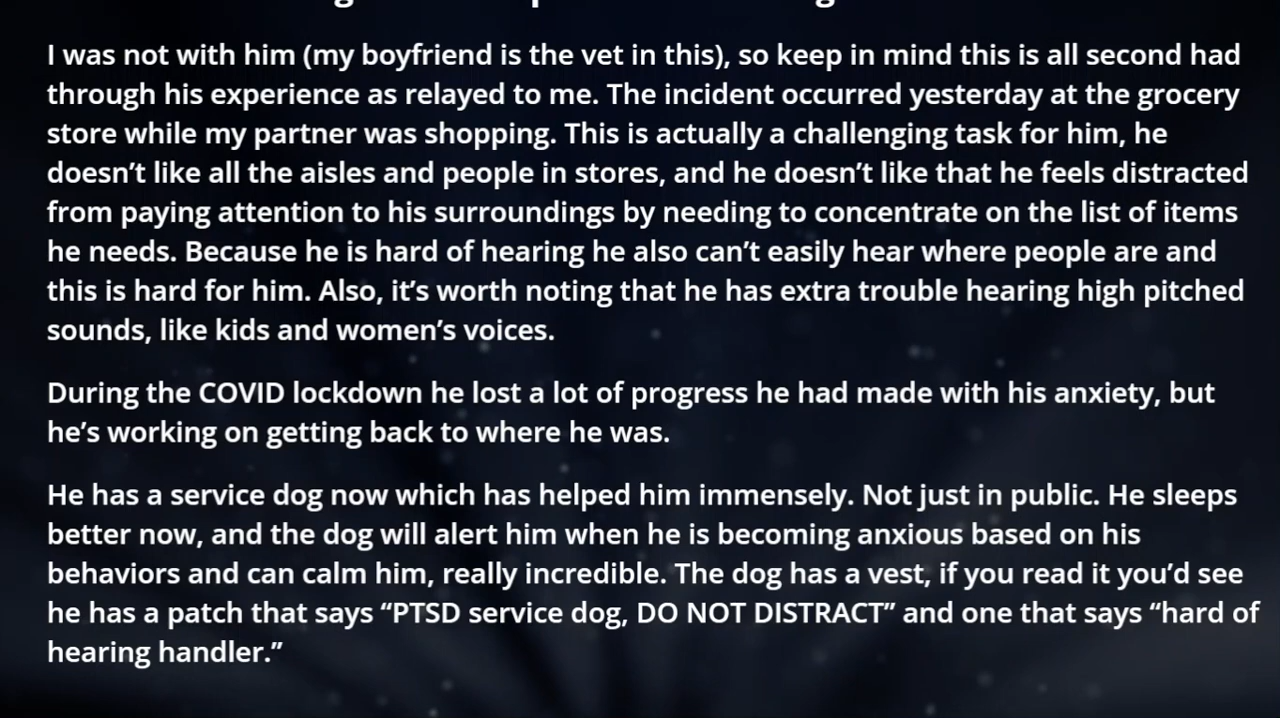 I was not with him (my boyfriend is the vet in this), so keep in mind this is all second had
through his experience as relayed to me. The incident occurred yesterday at the grocery
store while my partner was shopping. This is actually a challenging task for him, he
doesn’t like all the aisles and people in stores, and he doesn’t like that he feels distracted
from paying attention to his surroundings by needing to concentrate on the list of items
he needs. Because he is hard of hearing he also can’t easily hear where people are and
this is hard for him. Also, it’s worth noting that he has extra trouble hearing high pitched
sounds, like kids and women’s voices.
During the COVID lockdown he lost a lot of progress he had made with his anxiety, but
he’s working on getting back to where he was.
He has a service dog now which has helped him immensely. Not just in public. He sleeps
better now, and the dog will alert him when he is becoming anxious based on his
behaviors and can calm him, really incredible. The dog has a vest, if you read it you’d see
he has a patch that says “PTSD service dog, DO NOT DISTRACT” and one that says “hard of
hearing handler.”